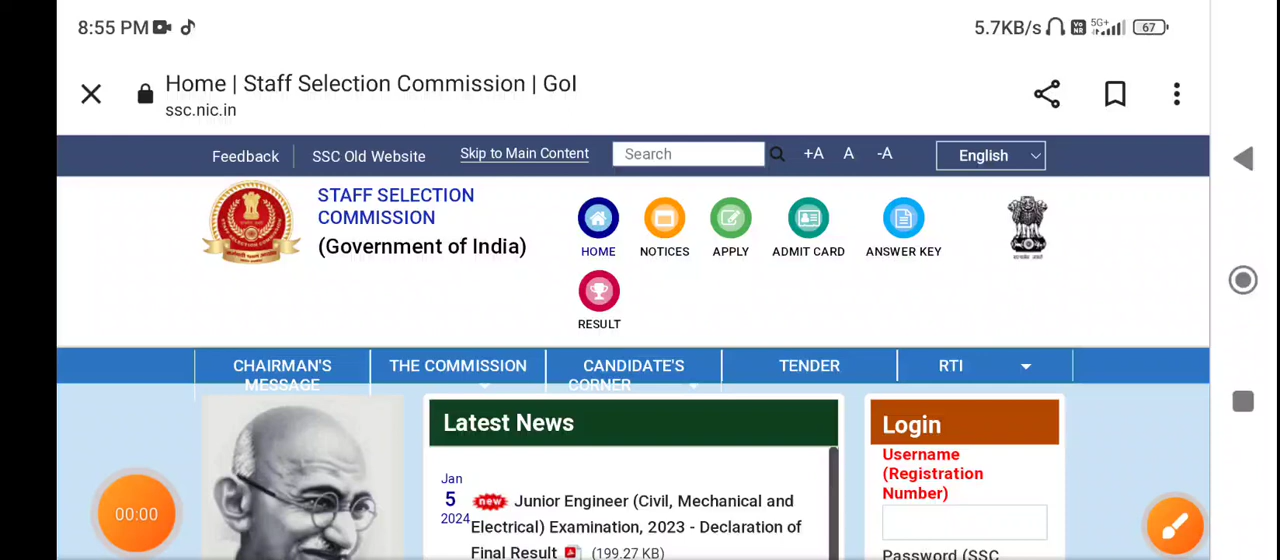 8:55 PM
5.7KB/s
Vo
NR
5G+
67
Home | Staff Selection Commission | GoI
ssc.nic.in
Feedback
SSC Old Website
Skip to Main Content
Search
+A
A
-A
English
STAFF SELECTION
COMMISSION
(Government of India)
HOME
NOTICES
APPLY
ADMIT CARD
ANSWER KEY
RESULT
CHAIRMAN'S
MESSAGE
THE COMMISSION
CANDIDATE'S
CORNER
TENDER
RTI
Latest News
Jan
5
2024
new Junior Engineer (Civil, Mechanical and
Electrical) Examination, 2023 - Declaration of
Final Result (199.27 KB)
Login
Username
(Registration
Number)
Password (SSC
00:00